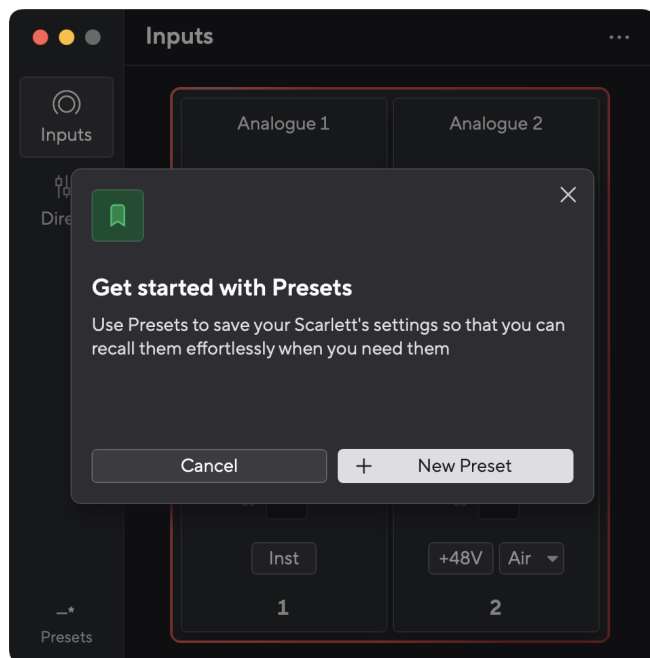 Inputs
Analogue 1
Analogue 2
Inputs
Get started with Presets
Use Presets to save your Scarlett's settings so that you can
recall them effortlessly when you need them
Cancel
New Preset
Inst
+48V
Air
1
2
Presets